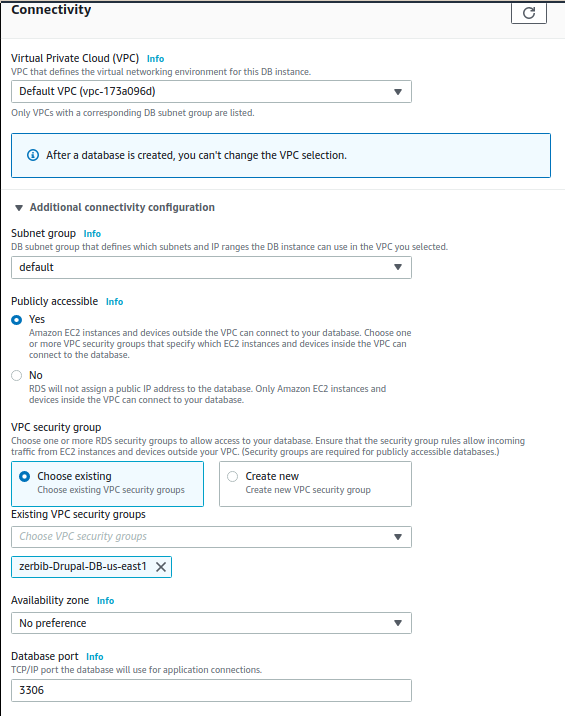 Connectivity
Virtual Private Cloud (VPC) Info
VPC that defines the virtual networking environment for this DB instance.
Default VPC (vpc-173a096d)
Only VPCs with a corresponding DB subnet group are listed.
After a database is created, you can't change the VPC selection.
Additional connectivity configuration
Subnet group Info
DB subnet group that defines which subnets and IP ranges the DB instance can use in the VPC you selected.
default
Publicly accessible Info
Yes
Amazon EC2 instances and devices outside the VPC can connect to your database. Choose one
or more VPC security groups that specify which EC2 instances and devices inside the VPC can
connect to the database.
No
RDS will not assign a public IP address to the database. Only Amazon EC2 instances and
devices inside the VPC can connect to your database.
VPC security group
Choose one or more RDS security groups to allow access to your database. Ensure that the security group rules allow incoming
traffic from EC2 instances and devices outside your VPC. (Security groups are required for publicly accessible databases.)
Choose existing
Choose existing VPC security groups
Create new
Create new VPC security group
Existing VPC security groups
Choose VPC security groups
zerbib-Drupal-DB-us-east1
Availability zone Info
No preference
Database port Info
TCP/IP port the database will use for application connections.
3306